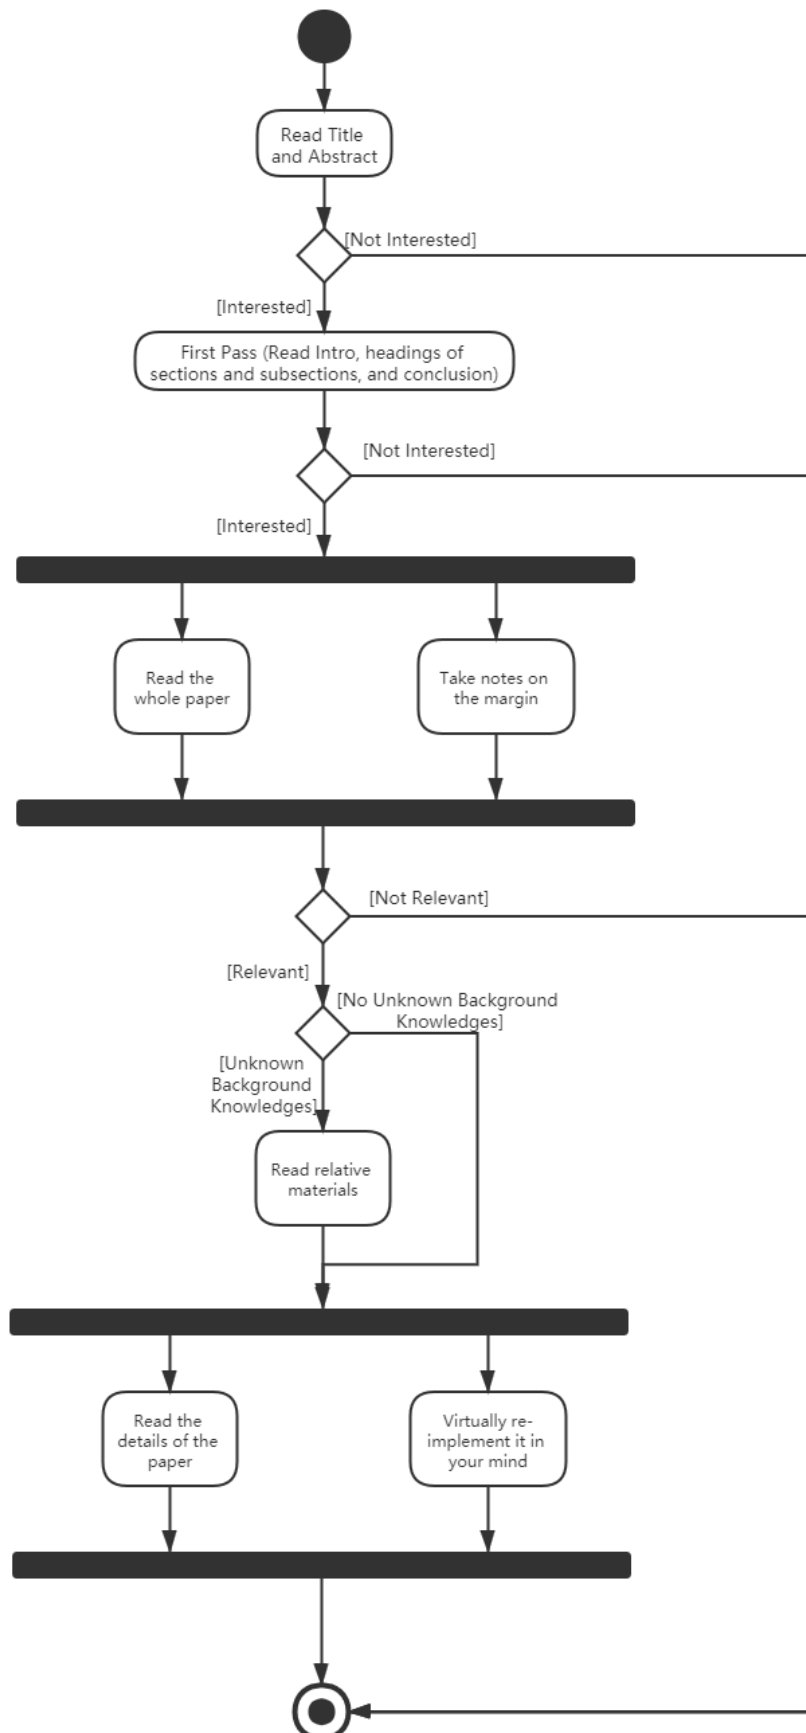 Read Title
and Abstract
[Not Interested]
[Interested]
First Pass (Read Intro, headings of
sections and subsections, and conclusion)
[Not Interested]
[Interested]
Read the
whole paper
Take notes on
the margin
[Not Relevant]
[Relevant]
[No Unknown Background
Knowledges]
[Unknown
Background
Knowledges]
Read relative
materials
Read the
details of the
paper
Virtually re-
implement it in
your mind